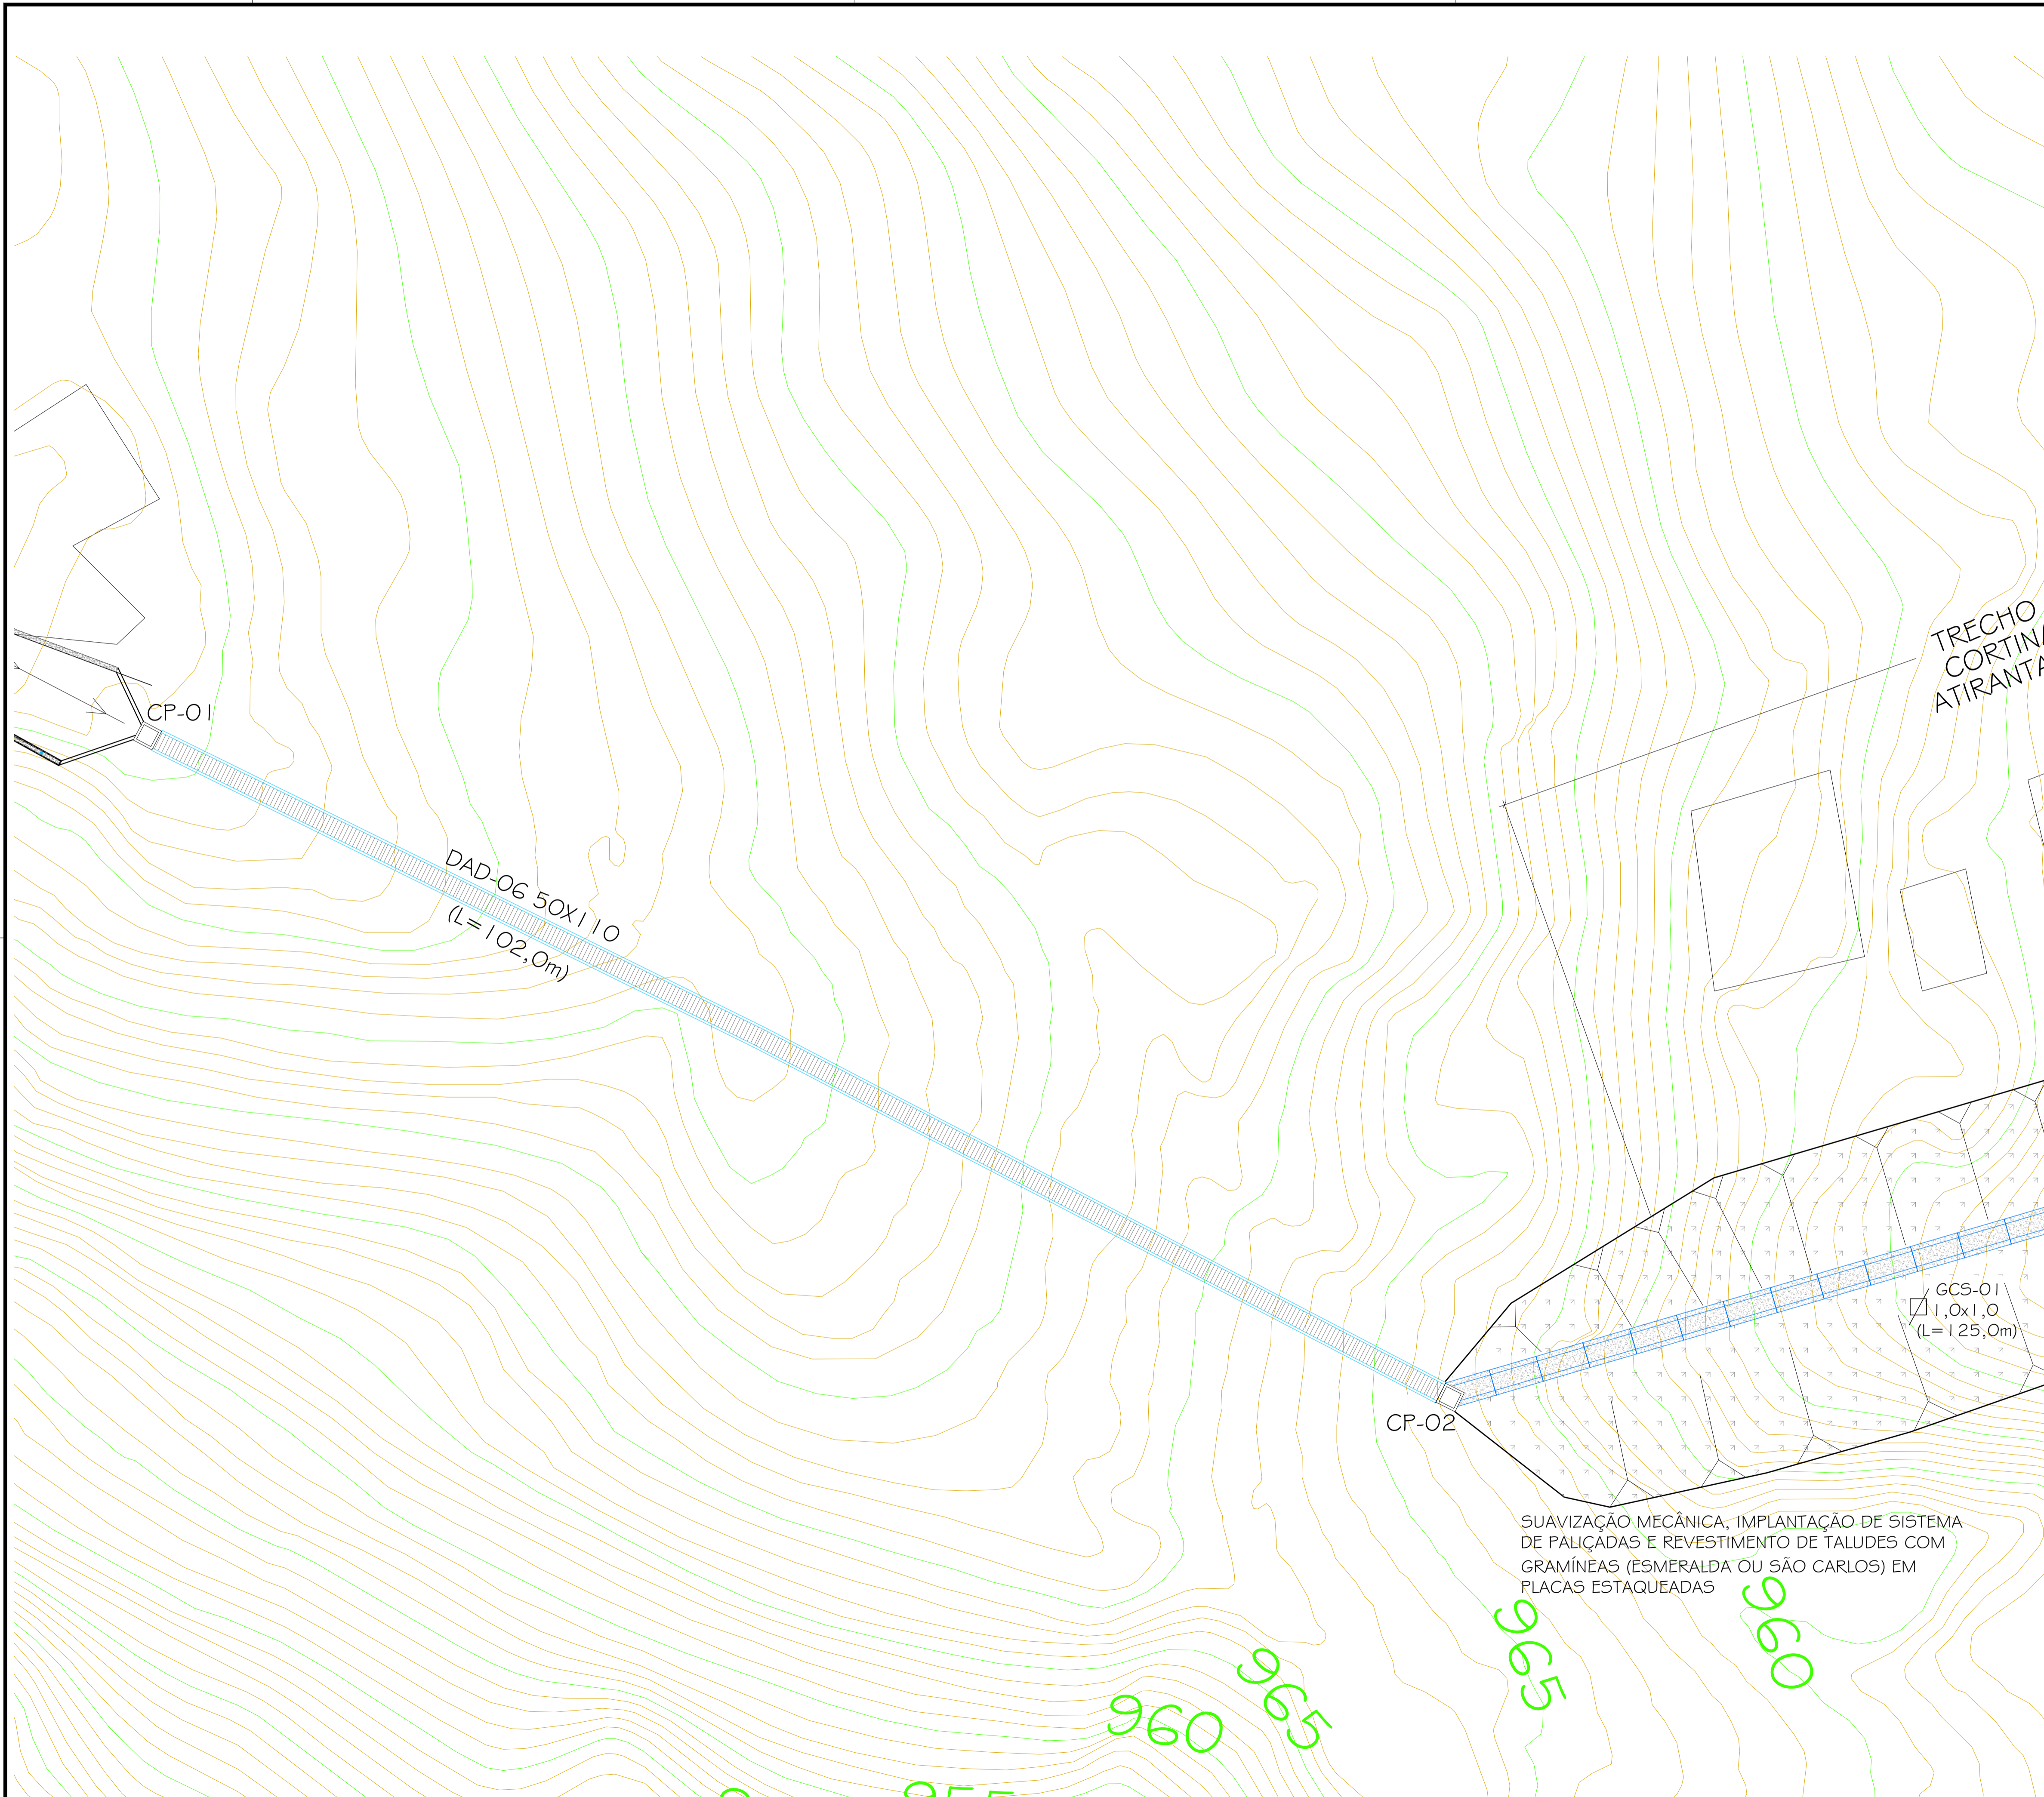 TRECHO
ATIRANTA
CP-01
DAD-06 50X110
(L=102,0m)
GCS-01
1,0x1,0
(L=125,0m)
CP-02
SUAVIZAÇÃO MECÂNICA, IMPLANTAÇÃO DE SISTEMA
DE PALIÇADAS E REVESTIMENTO DE TALUDES COM
GRAMÍNEAS (ESMERALDA OU SÃO CARLOS) EM
PLACAS ESTAQUEADAS
960
965
965
960